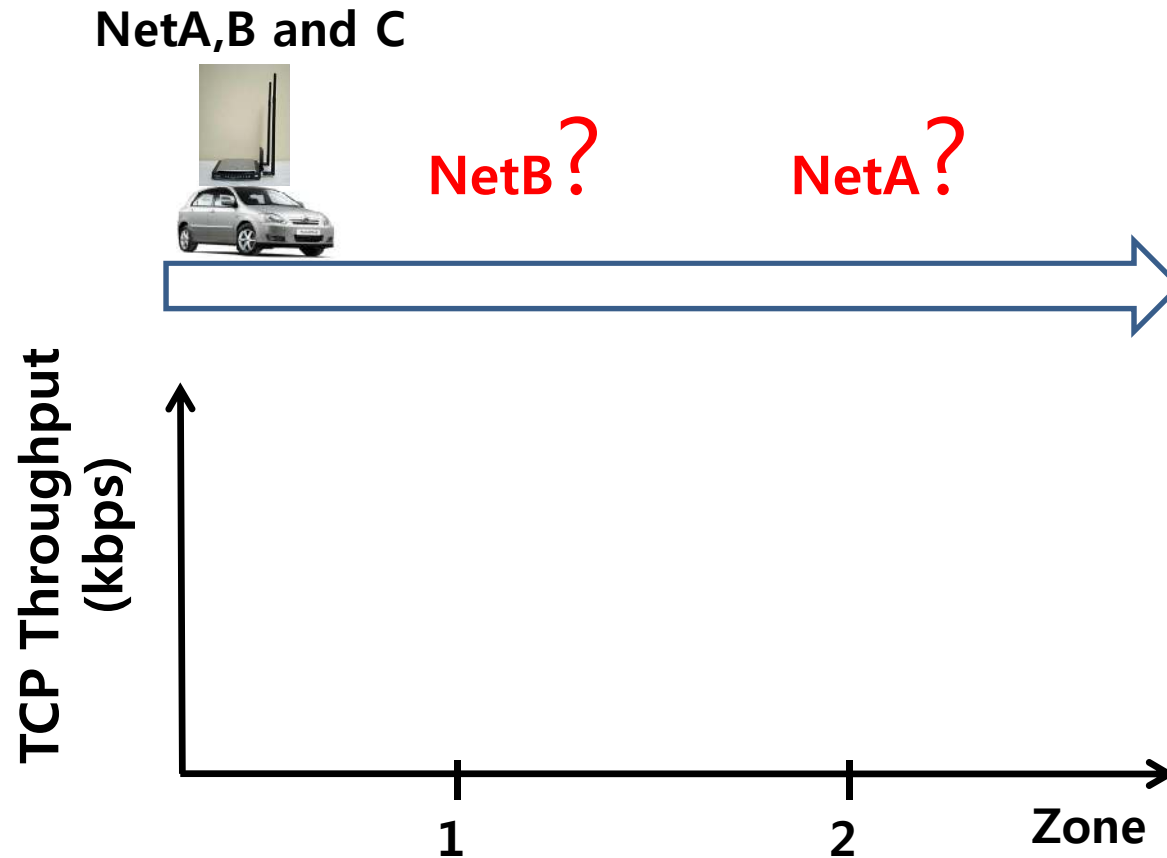 NetA,B and C
NetB?
NetA?
TCP Throughput
(kbps)
1
2
Zone